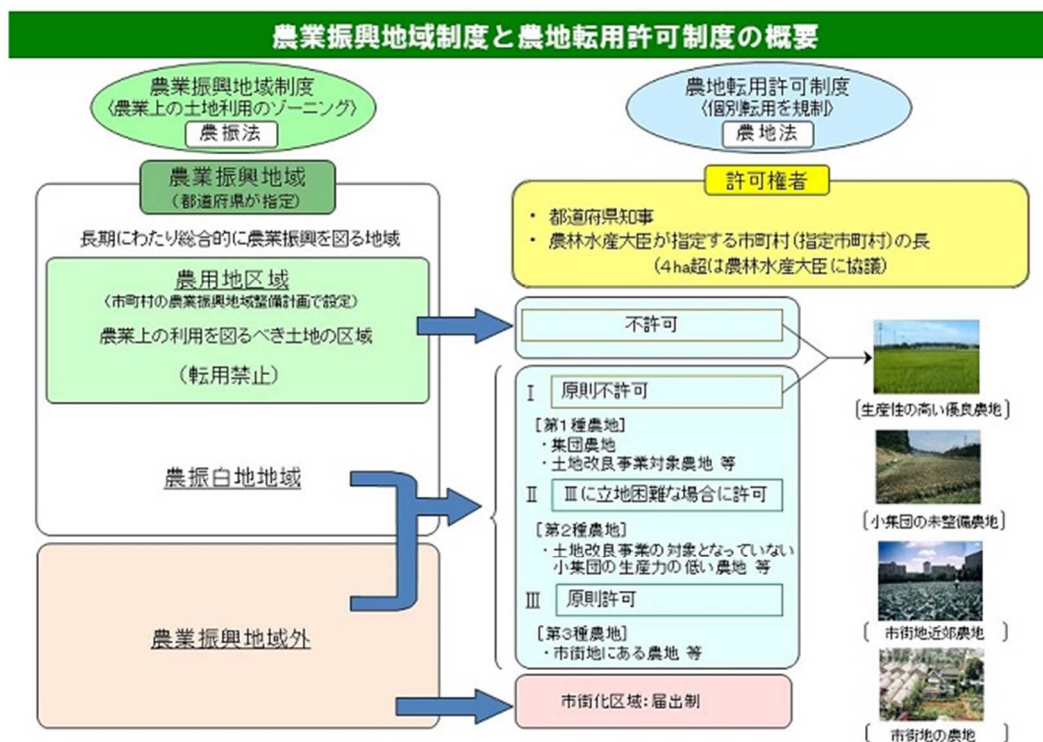 農業振興地域制度と農地転用許可制度の概要
農業振興地域制度
〈農業上の土地利用のゾーニング〉
農振法
農業振興地域
(都道府県が指定)
長期にわたり総合的に農業振興を図る地域
農用地区域
(市町村の農業振興地域整備計画で設定)
農業上の利用を図るべき土地の区域
(転用禁止)
農振白地地域
農業振興地域外
農地転用許可制度
〈個別転用を規制〉
農地法
許可権者
・ 都道府県知事
・ 農林水産大臣が指定する市町村(指定市町村)の長
(4ha超は農林水産大臣に協議)
不許可
Ⅰ 原則不許可
[第1種農地]
・集団農地
・土地改良事業対象農地 等
Ⅱ Ⅲに立地困難な場合に許可
[第2種農地]
・土地改良事業の対象となっていない
小集団の生産力の低い農地 等
Ⅲ 原則許可
[第3種農地]
・市街地にある農地 等
市街化区域:届出制
[生産性の高い優良農地]
[小集団の未整備農地]
[市街地近郊農地]
[市街地の農地]